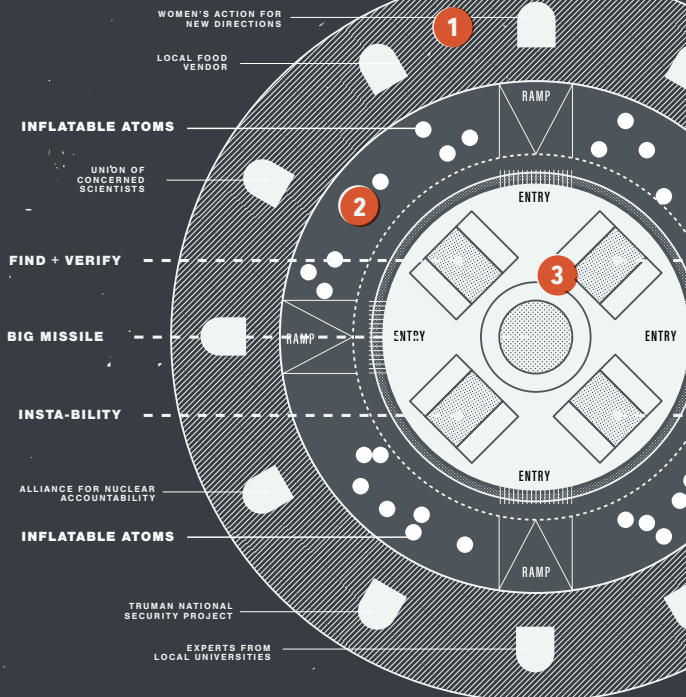 WOMEN'S ACTION FOR
NEW DIRECTIONS
1
LOCAL FOOD
VENDOR
RAMP
INFLATABLE ATOMS
UNION OF
CONCERNED
SCIENTISTS
2
ENTRY
FIND + VERIFY
3
BIG MISSILE
RAMP
ENTRY
ENTRY
INSTA-BILITY
ENTRY
ALLIANCE FOR NUCLEAR
ACCOUNTABILITY
INFLATABLE ATOMS
RAMP
TRUMAN NATIONAL
SECURITY PROJECT
EXPERTS FROM
LOCAL UNIVERSITIES